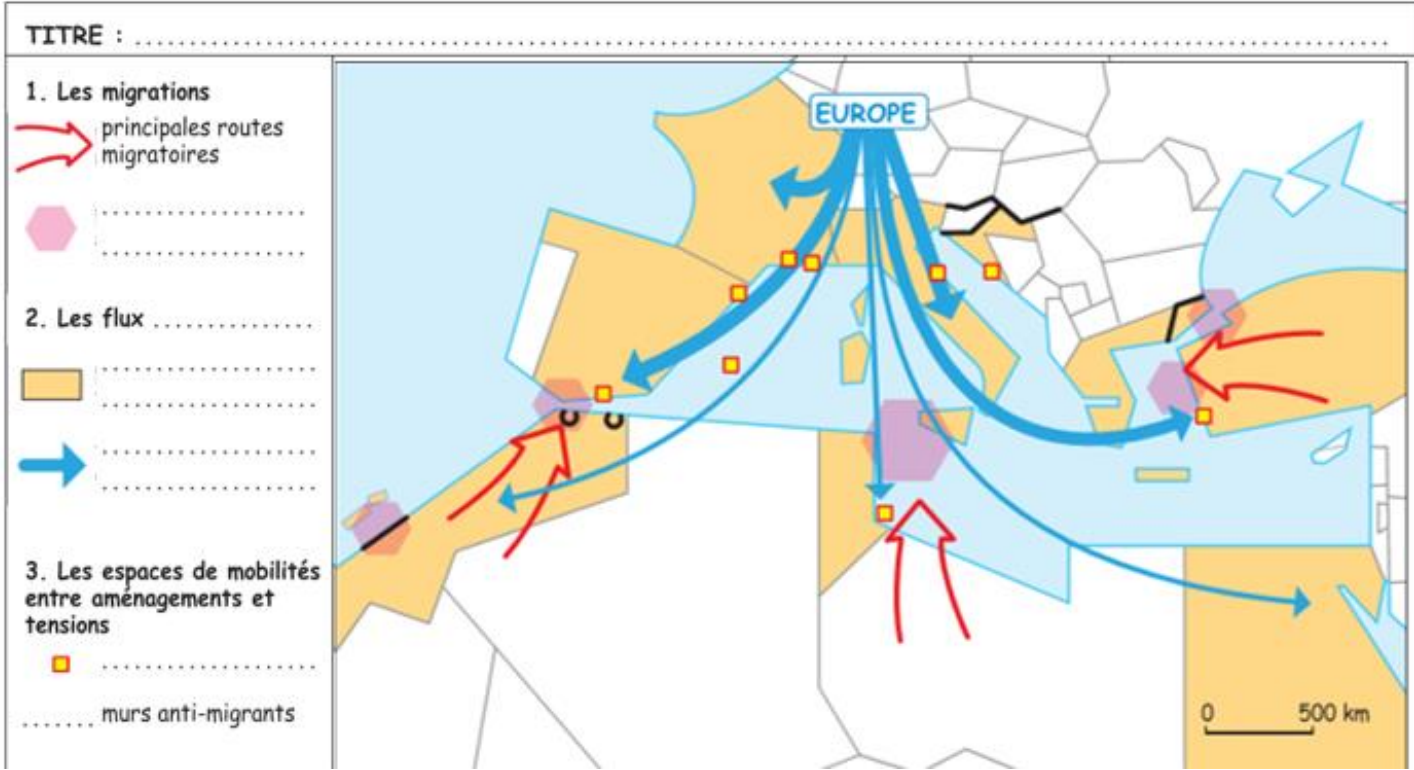 TITRE : ................................................................
1. Les migrations
principales routes
migratoires
....................
....................
2. Les flux ...............
....................
....................
....................
....................
3. Les espaces de mobilités
entre aménagements et
tensions
....................
....... murs anti-migrants
EUROPE
0 500 km